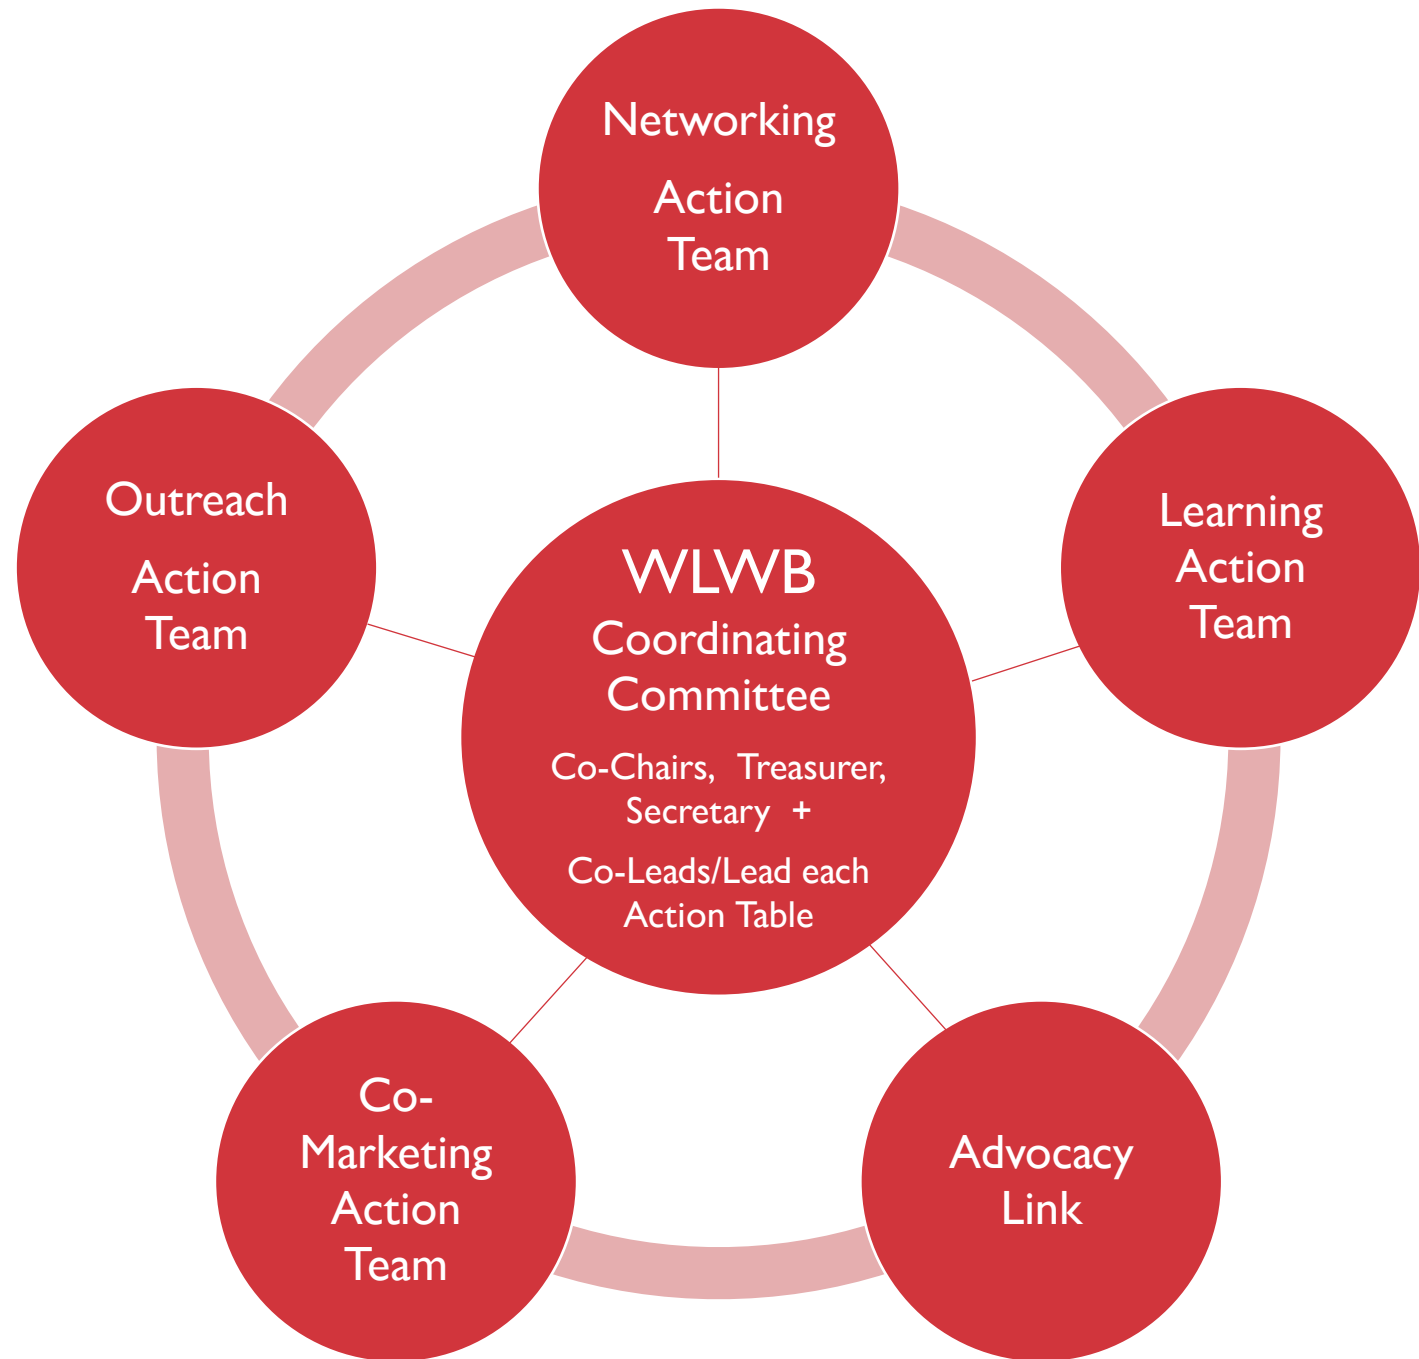 Networking
Action
Team
Outreach
Action
Team
Learning
Action
Team
WLWB
Coordinating
Committee
Co-Chairs, Treasurer,
Secretary +
Co-Leads/Lead each
Action Table
Co-
Marketing
Action
Team
Advocacy
Link